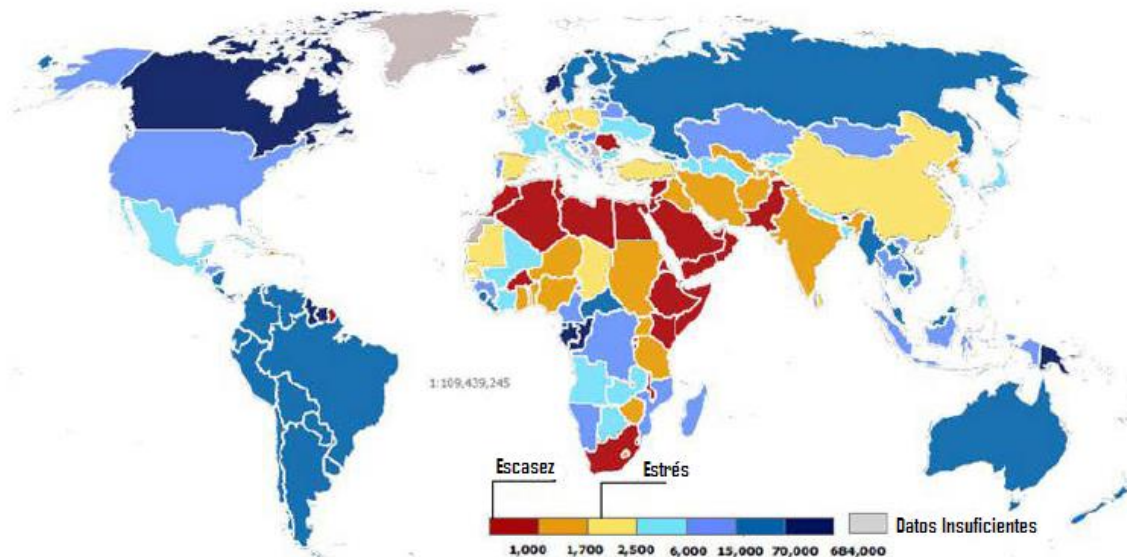 1:109,439,245
Escasez
Estrés
Datos Insuficientes
1,000 1,700 2,500 6,000 15,000 70,000 684,000